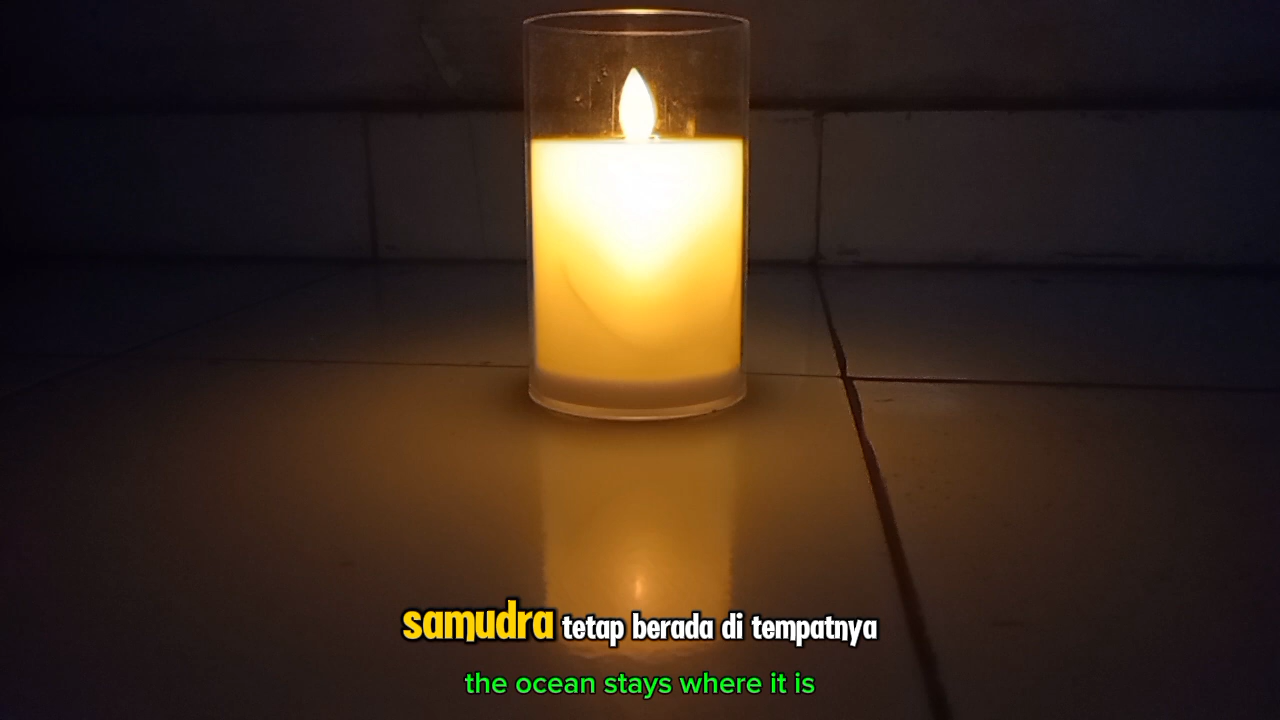 samudra tetap berada di tempatnya
the ocean stays where it is